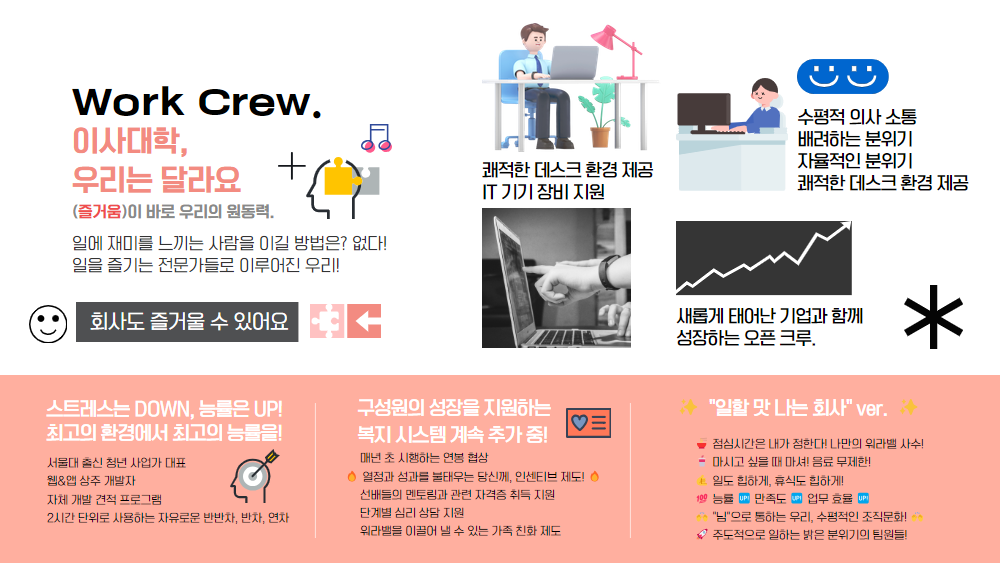 Work Crew.
이사대학,
우리는 달라요
(즐거움)이 바로 우리의 원동력.
일에 재미를 느끼는 사람을 이길 방법은? 없다!
일을 즐기는 전문가들로 이루어진 우리!
회사도 즐거울 수 있어요
쾌적한 데스크 환경 제공
IT 기기 장비 지원
수평적 의사 소통
배려하는 분위기
자율적인 분위기
쾌적한 데스크 환경 제공
새롭게 태어난 기업과 함께
성장하는 오픈 크루.
스트레스는 DOWN, 능률은 UP!
최고의 환경에서 최고의 능률을!
서울대 출신 청년 사업가 대표
웹&앱 상주 개발자
자체 개발 견적 프로그램
2시간 단위로 사용하는 자유로운 반반차, 반차, 연차
구성원의 성장을 지원하는
복지 시스템 계속 추가 중!
매년 초 시행하는 연봉 협상
🔥 열정과 성과를 불태우는 당신께, 인센티브 제도! 🔥
선배들의 멘토링과 관련 자격증 취득 지원
단계별 심리 상담 지원
워라밸을 이끌어 낼 수 있는 가족 친화 제도
✨ "일할 맛 나는 회사" ver. ✨
점심시간은 내가 정한다! 나만의 워라밸 사수!
마시고 싶을 때 마셔! 음료 무제한!
일도 힙하게, 휴식도 힙하게!
💯 능률 🆙 만족도 🆙 업무 효율 🆙
"님"으로 통하는 우리, 수평적인 조직문화!
🚀 주도적으로 일하는 밝은 분위기의 팀원들!